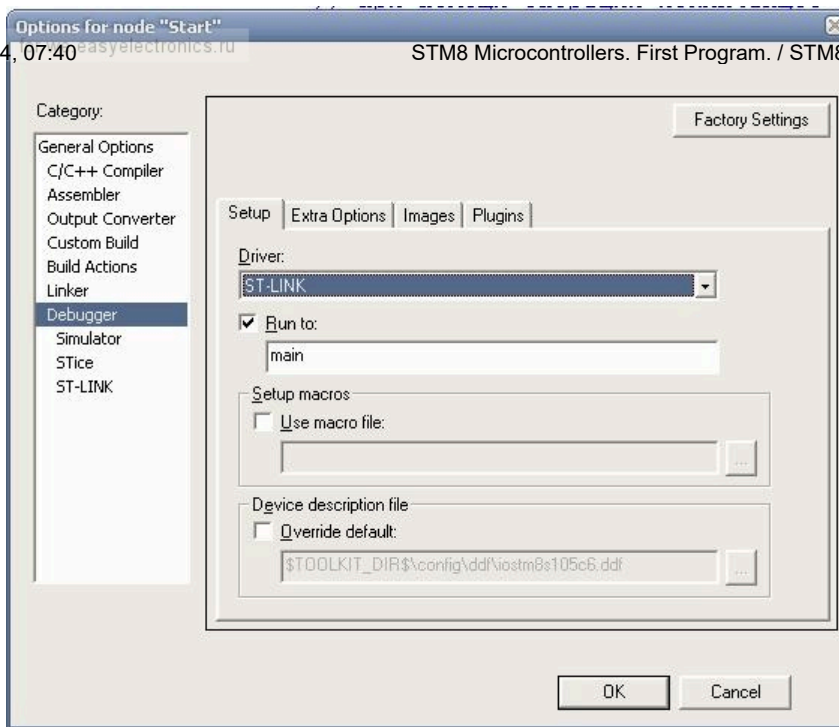 Options for node "Start"
easyelectronics.ru
4, 07:40
STM8 Microcontrollers. First Program. / STM8
Category:
Factory Settings
General Options
C/C++ Compiler
Assembler
Output Converter
Custom Build
Build Actions
Linker
Debugger
Simulator
STice
ST-LINK
Setup
Extra Options
Images
Plugins
Driver:
ST-LINK
Run to:
main
Setup macros
Use macro file:
...
Device description file
Override default:
$TOOLKIT_DIR$\config\ddf\iostm8s105c6.ddf
...
OK
Cancel